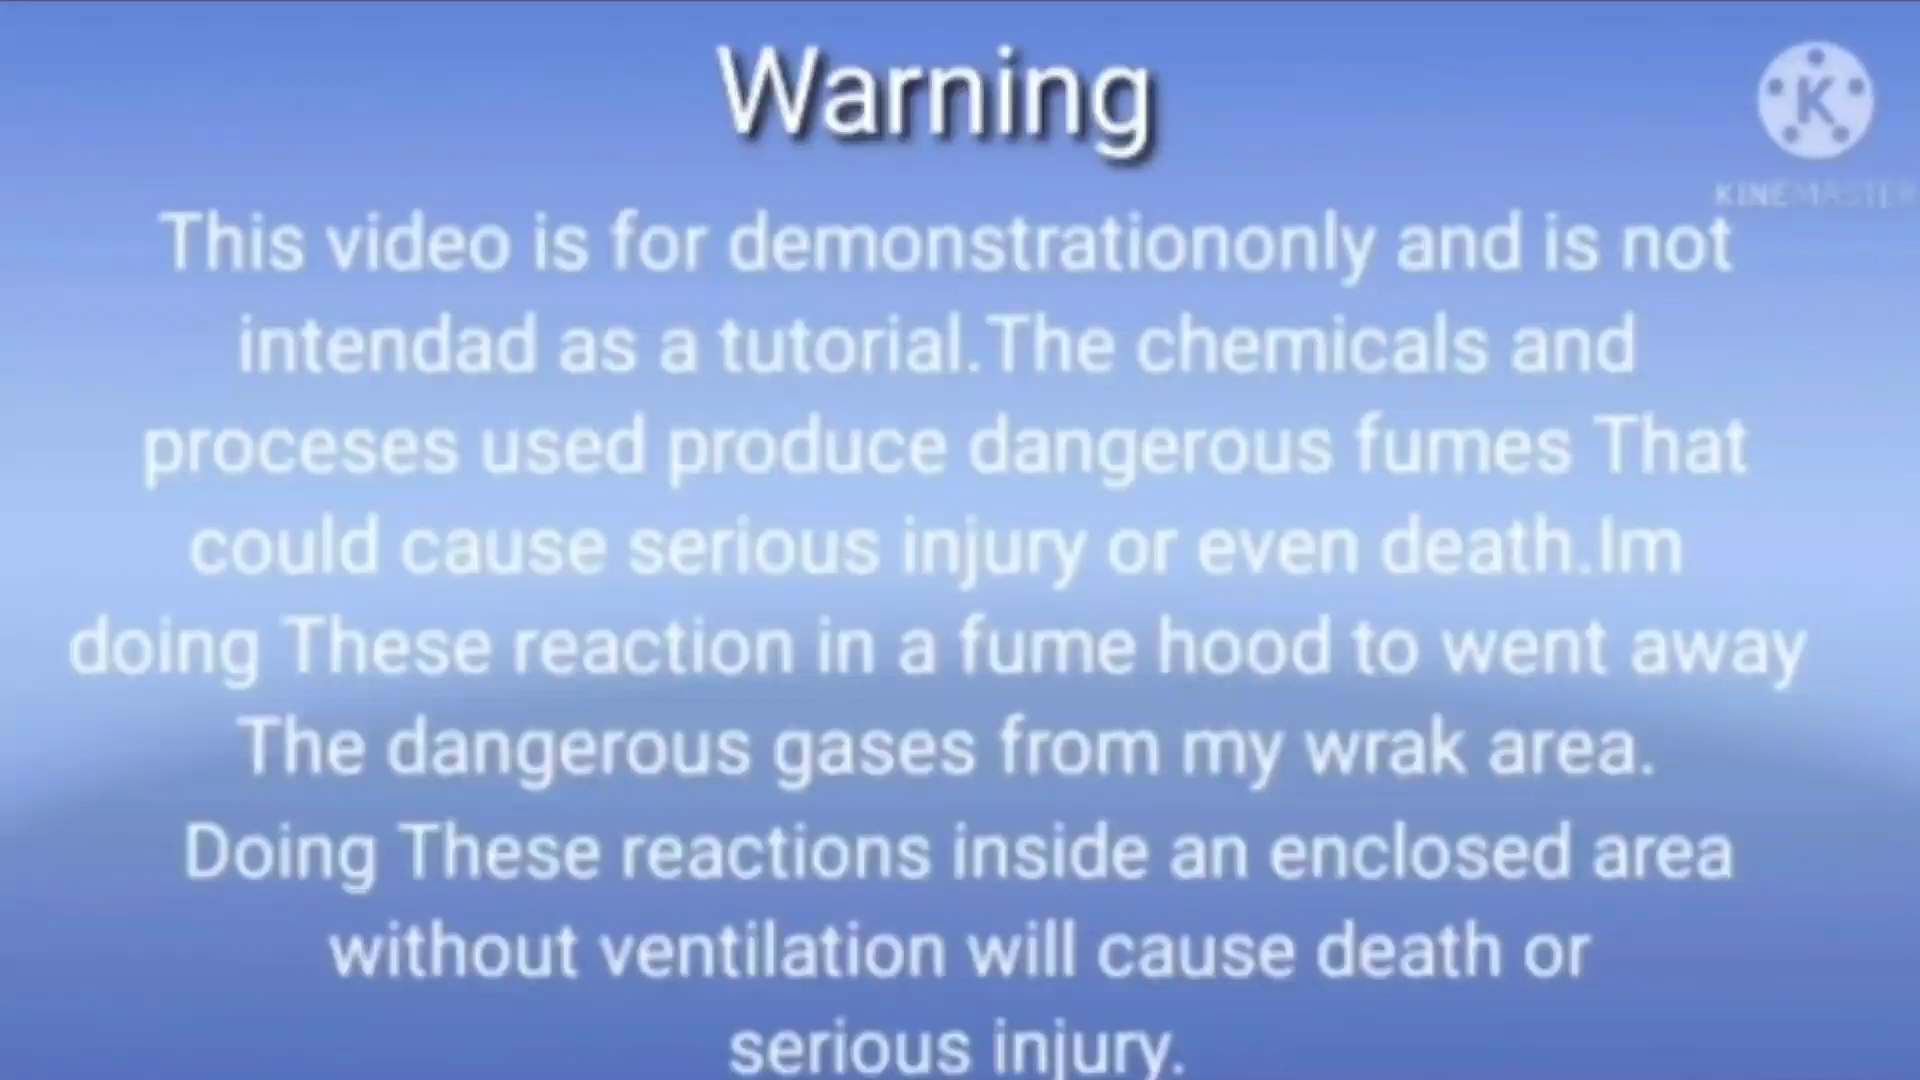 Warning
K
KINEMASTER
This video is for demonstrationonly and is not
intendad as a tutorial.The chemicals and
proceses used produce dangerous fumes That
could cause serious injury or even death.Im
doing These reaction in a fume hood to went away
The dangerous gases from my wrak area.
Doing These reactions inside an enclosed area
without ventilation will cause death or
serious injury.